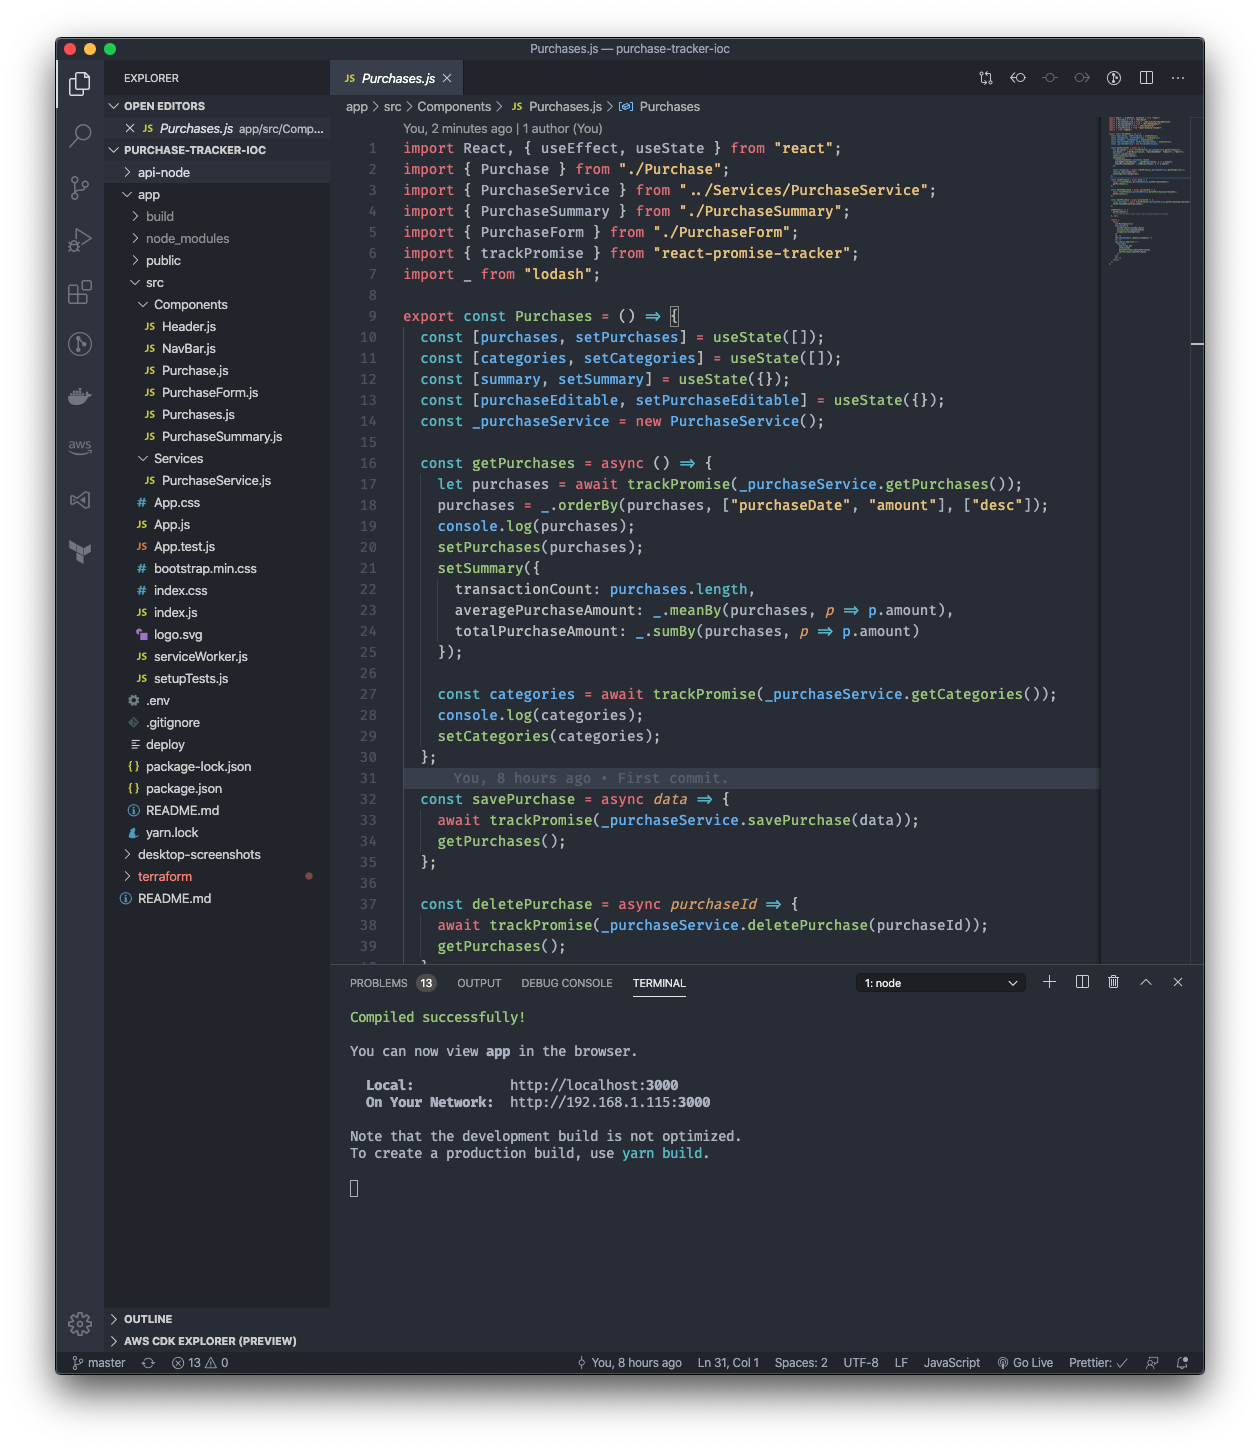 Purchases.js — purchase-tracker-ioc
EXPLORER
OPEN EDITORS
JS Purchases.js app/src/Comp...
PURCHASE-TRACKER-IOC
api-node
app
build
node_modules
public
src
Components
JS Header.js
JS NavBar.js
JS Purchase.js
JS PurchaseForm.js
JS Purchases.js
JS PurchaseSummary.js
Services
JS PurchaseService.js
# App.css
JS App.js
JS App.test.js
# bootstrap.min.css
# index.css
JS index.js
logo.svg
JS serviceWorker.js
JS setupTests.js
.env
.gitignore
deploy
{} package-lock.json
{} package.json
README.md
yarn.lock
desktop-screenshots
terraform
README.md
OUTLINE
AWS CDK EXPLORER (PREVIEW)
aws
JS Purchases.js
app > src > Components > JS Purchases.js > Purchases
You, 2 minutes ago | 1 author (You)
1 import React, { useEffect, useState } from "react";
2 import { Purchase } from "./Purchase";
3 import { PurchaseService } from "../Services/PurchaseService";
4 import { PurchaseSummary } from "./PurchaseSummary";
5 import { PurchaseForm } from "./PurchaseForm";
6 import { trackPromise } from "react-promise-tracker";
7 import _ from "lodash";
8
9 export const Purchases = () => {
10 const [purchases, setPurchases] = useState([]);
11 const [categories, setCategories] = useState([]);
12 const [summary, setSummary] = useState({});
13 const [purchaseEditable, setPurchaseEditable] = useState({});
14 const _purchaseService = new PurchaseService();
15
16 const getPurchases = async () => {
17 let purchases = await trackPromise(_purchaseService.getPurchases());
18 purchases = _.orderBy(purchases, ["purchaseDate", "amount"], ["desc"]);
19 console.log(purchases);
20 setPurchases(purchases);
21 setSummary({
22 transactionCount: purchases.length,
23 averagePurchaseAmount: _.meanBy(purchases, p => p.amount),
24 totalPurchaseAmount: _.sumBy(purchases, p => p.amount)
25 });
26
27 const categories = await trackPromise(_purchaseService.getCategories());
28 console.log(categories);
29 setCategories(categories);
30 };
31 You, 8 hours ago • First commit.
32 const savePurchase = async data => {
33 await trackPromise(_purchaseService.savePurchase(data));
34 getPurchases();
35 };
36
37 const deletePurchase = async purchaseId => {
38 await trackPromise(_purchaseService.deletePurchase(purchaseId));
39 getPurchases();
PROBLEMS 13 OUTPUT DEBUG CONSOLE TERMINAL 1: node
Compiled successfully!
You can now view app in the browser.
Local: http://localhost:3000
On Your Network: http://192.168.1.115:3000
Note that the development build is not optimized.
To create a production build, use yarn build.
master 13 0 You, 8 hours ago Ln 31, Col 1 Spaces: 2 UTF-8 LF JavaScript Go Live Prettier: ✓